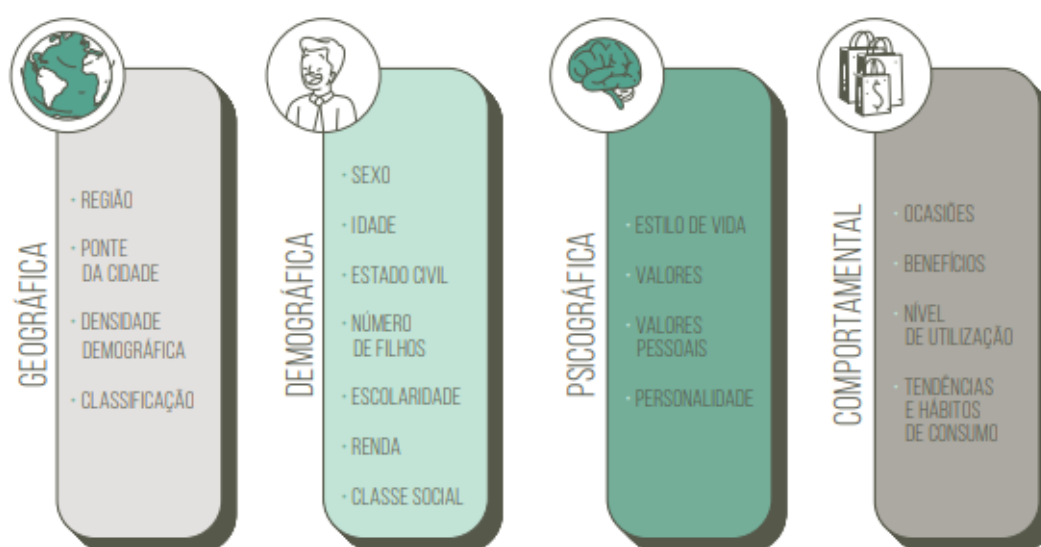 GEOGRÁFICA
• REGIÃO
• PONTE
DA CIDADE
• DENSIDADE
DEMOGRÁFICA
• CLASSIFICAÇÃO
DEMOGRÁFICA
• SEXO
• IDADE
• ESTADO CIVIL
• NÚMERO
DE FILHOS
• ESCOLARIDADE
• RENDA
• CLASSE SOCIAL
PSICOGRÁFICA
• ESTILO DE VIDA
• VALORES
• VALORES
PESSOAIS
• PERSONALIDADE
COMPORTAMENTAL
$
• OCASIÕES
• BENEFÍCIOS
• NÍVEL
DE UTILIZAÇÃO
• TENDÊNCIAS
E HÁBITOS
DE CONSUMO